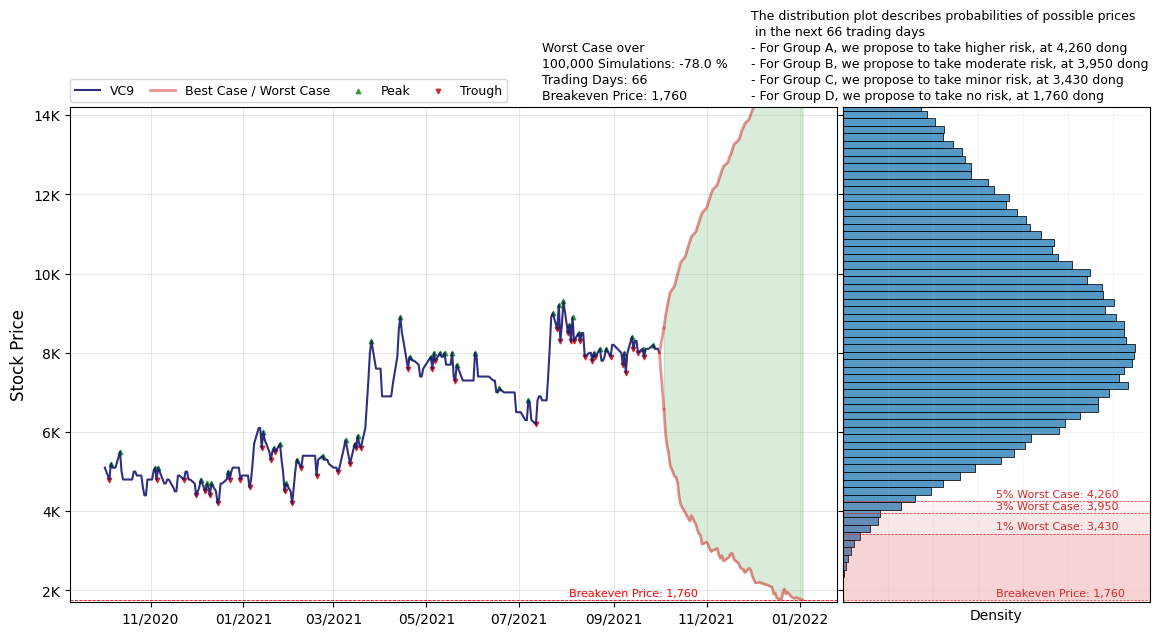 The distribution plot describes probabilities of possible prices
in the next 66 trading days
- For Group A, we propose to take higher risk, at 4,260 dong
- For Group B, we propose to take moderate risk, at 3,950 dong
- For Group C, we propose to take minor risk, at 3,430 dong
- For Group D, we propose to take no risk, at 1,760 dong
Worst Case over
100,000 Simulations: -78.0 %
Trading Days: 66
Breakeven Price: 1,760
VC9
Best Case / Worst Case
Peak
Trough
Stock Price
14K
12K
10K
8K
6K
4K
2K
Breakeven Price: 1,760
11/2020
01/2021
03/2021
05/2021
07/2021
09/2021
11/2021
01/2022
5% Worst Case: 4,260
3% Worst Case: 3,950
1% Worst Case: 3,430
Breakeven Price: 1,760
Density